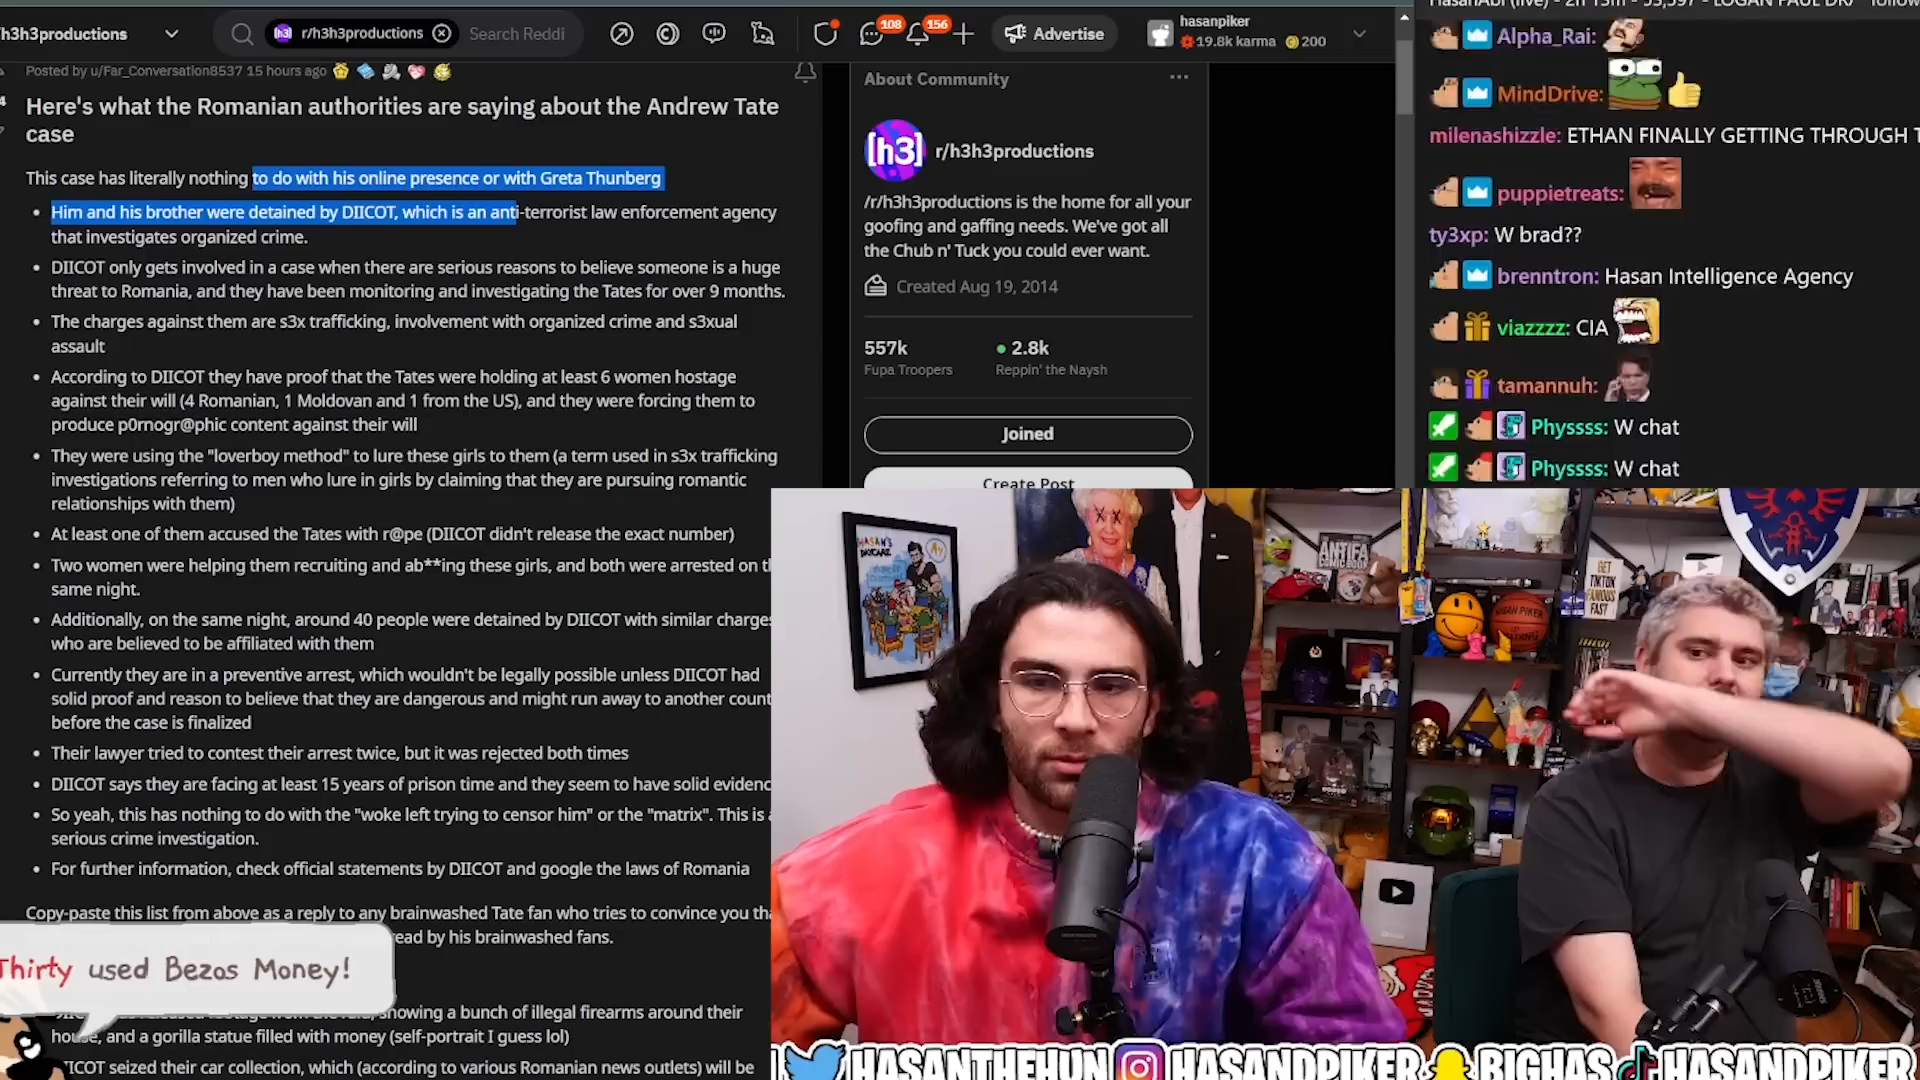 /h3h3productions
r/h3h3productions
Search Reddi
108
156
Advertise
hasanpiker
19.8k karma
200
Posted by u/Far_Conversation8537 15 hours ago
Here's what the Romanian authorities are saying about the Andrew Tate
case
This case has literally nothing to do with his online presence or with Greta Thunberg
• Him and his brother were detained by DIICOT, which is an anti-terrorist law enforcement agency
that investigates organized crime.
• DIICOT only gets involved in a case when there are serious reasons to believe someone is a huge
threat to Romania, and they have been monitoring and investigating the Tates for over 9 months.
• The charges against them are s3x trafficking, involvement with organized crime and s3xual
assault
• According to DIICOT they have proof that the Tates were holding at least 6 women hostage
against their will (4 Romanian, 1 Moldovan and 1 from the US), and they were forcing them to
produce p0rnogr@phic content against their will
• They were using the "loverboy method" to lure these girls to them (a term used in s3x trafficking
investigations referring to men who lure in girls by claiming that they are pursuing romantic
relationships with them)
• At least one of them accused the Tates with r@pe (DIICOT didn't release the exact number)
• Two women were helping them recruiting and ab**ing these girls, and both were arrested on t
same night.
• Additionally, on the same night, around 40 people were detained by DIICOT with similar charges
who are believed to be affiliated with them
• Currently they are in a preventive arrest, which wouldn't be legally possible unless DIICOT had
solid proof and reason to believe that they are dangerous and might run away to another count
before the case is finalized
• Their lawyer tried to contest their arrest twice, but it was rejected both times
• DIICOT says they are facing at least 15 years of prison time and they seem to have solid evidenc
• So yeah, this has nothing to do with the "woke left trying to censor him" or the "matrix". This is a
serious crime investigation.
• For further information, check official statements by DIICOT and google the laws of Romania
Copy-paste this list from above as a reply to any brainwashed Tate fan who tries to convince you tha
read by his brainwashed fans.
Thirty used Bezos Money!
showing a bunch of illegal firearms around their
house, and a gorilla statue filled with money (self-portrait I guess lol)
ICOT seized their car collection, which (according to various Romanian news outlets) will be
About Community
[h3] r/h3h3productions
/r/h3h3productions is the home for all your
goofing and gaffing needs. We've got all
the Chub n' Tuck you could ever want.
Created Aug 19, 2014
557k
2.8k
Fupa Troopers
Reppin' the Naysh
Joined
Create Post
HasanAbi (live) - 2h 13m - 53,597 - LOGAN PAUL
Alpha_Rai:
MindDrive:
milenashizzle: ETHAN FINALLY GETTING THROUGH T
puppietreats:
ty3xp: W brad??
brenntron: Hasan Intelligence Agency
viazzzz: CIA
tamannuh:
Physsss: W chat
Physsss: W chat
HASAN'S
ANTIFA
COMIC BOOK
GET
TIKTOK
FAMOUS
FAST
HASAN PIKER
HASANTHEHUN
HASANDPIKER
BIGHAS
HASANDPIKER